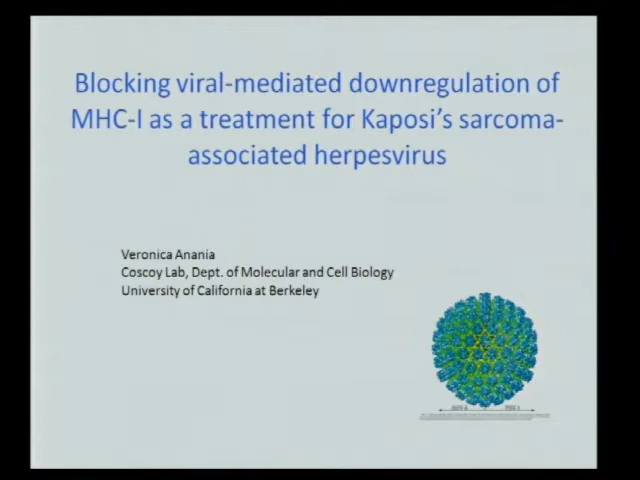 Blocking viral-mediated downregulation of
MHC-I as a treatment for Kaposi's sarcoma-
associated herpesvirus
Veronica Anania
Coscoy Lab, Dept. of Molecular and Cell Biology
University of California at Berkeley